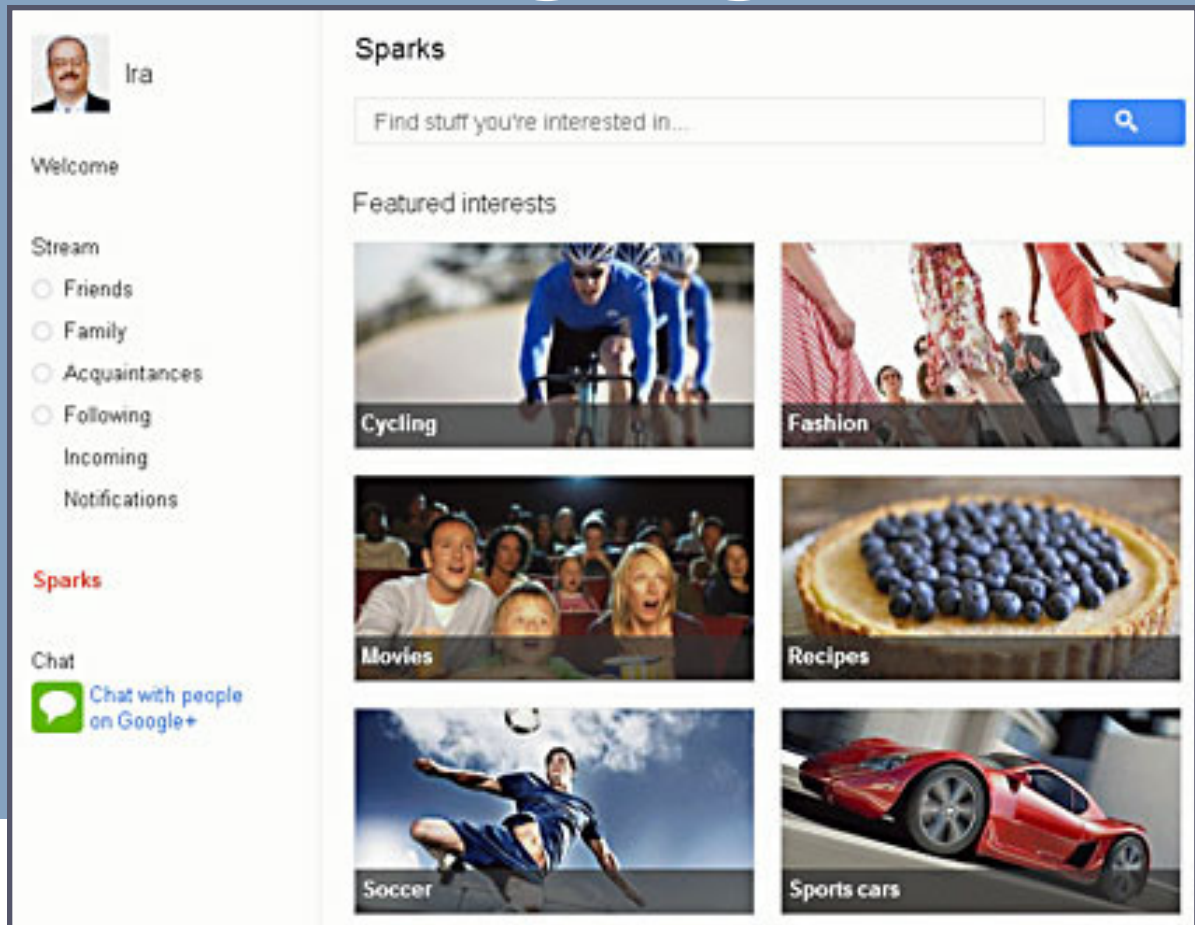 Ira
Welcome
Stream
Friends
Family
Acquaintances
Following
Incoming
Notifications
Sparks
Chat
Chat with people
on Google+
Sparks
Find stuff you're interested in...
Featured interests
Cycling
Fashion
Movies
Recipes
Soccer
Sports cars